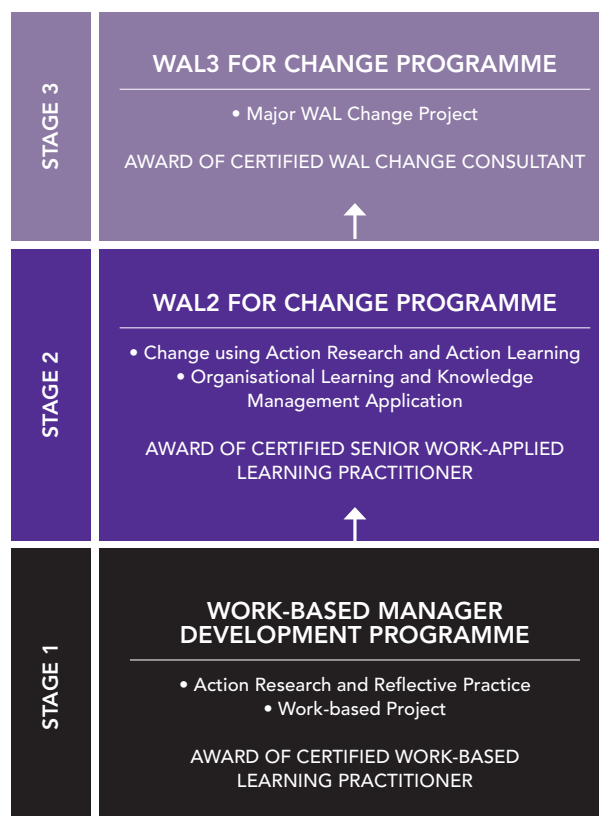 STAGE 3
WAL3 FOR CHANGE PROGRAMME
• Major WAL Change Project
AWARD OF CERTIFIED WAL CHANGE CONSULTANT
STAGE 2
WAL2 FOR CHANGE PROGRAMME
• Change using Action Research and Action Learning
• Organisational Learning and Knowledge
Management Application
AWARD OF CERTIFIED SENIOR WORK-APPLIED
LEARNING PRACTITIONER
STAGE 1
WORK-BASED MANAGER
DEVELOPMENT PROGRAMME
• Action Research and Reflective Practice
• Work-based Project
AWARD OF CERTIFIED WORK-BASED
LEARNING PRACTITIONER